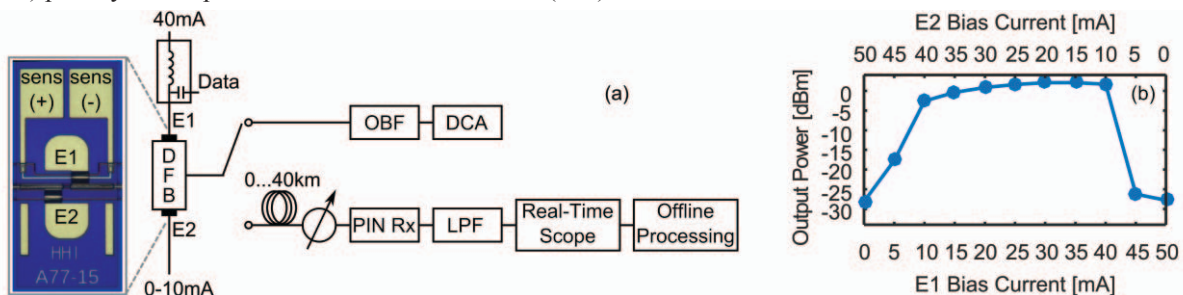 40mA
Data
sens
(+)
sens
(-)
E1
E2
HHI
A77-15
E1
DFB
E2
0-10mA
OBF
DCA
(a)
0...40km
PIN Rx
LPF
Real-Time
Scope
Offline
Processing
E2 Bias Current [mA]
50 45 40 35 30 25 20 15 10 5 0
(b)
Output Power [dBm]
0
-5
-10
-15
-20
-25
-30
0 5 10 15 20 25 30 35 40 45 50
E1 Bias Current [mA]